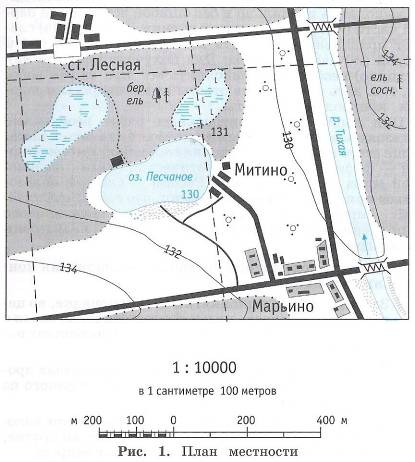 ст. Лесная
134
ель
сосн.
132
бер.
ель
131
130
р. Тихая
оз. Песчаное
130
Митино
132
134
Марьино
1 : 10000
в 1 сантиметре 100 метров
м 200 100 0 200 400 м
Рис. 1. План местности